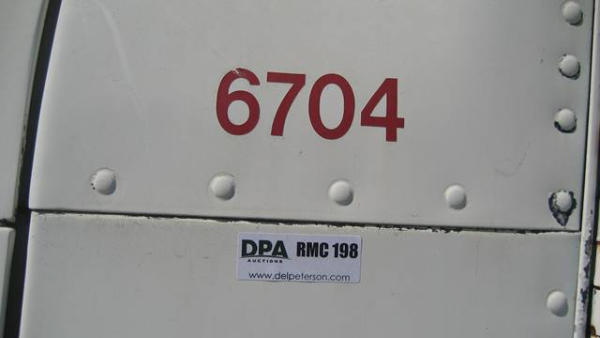 6704
DPA RMC 198
AUCTIONS
www.delpeterson.com